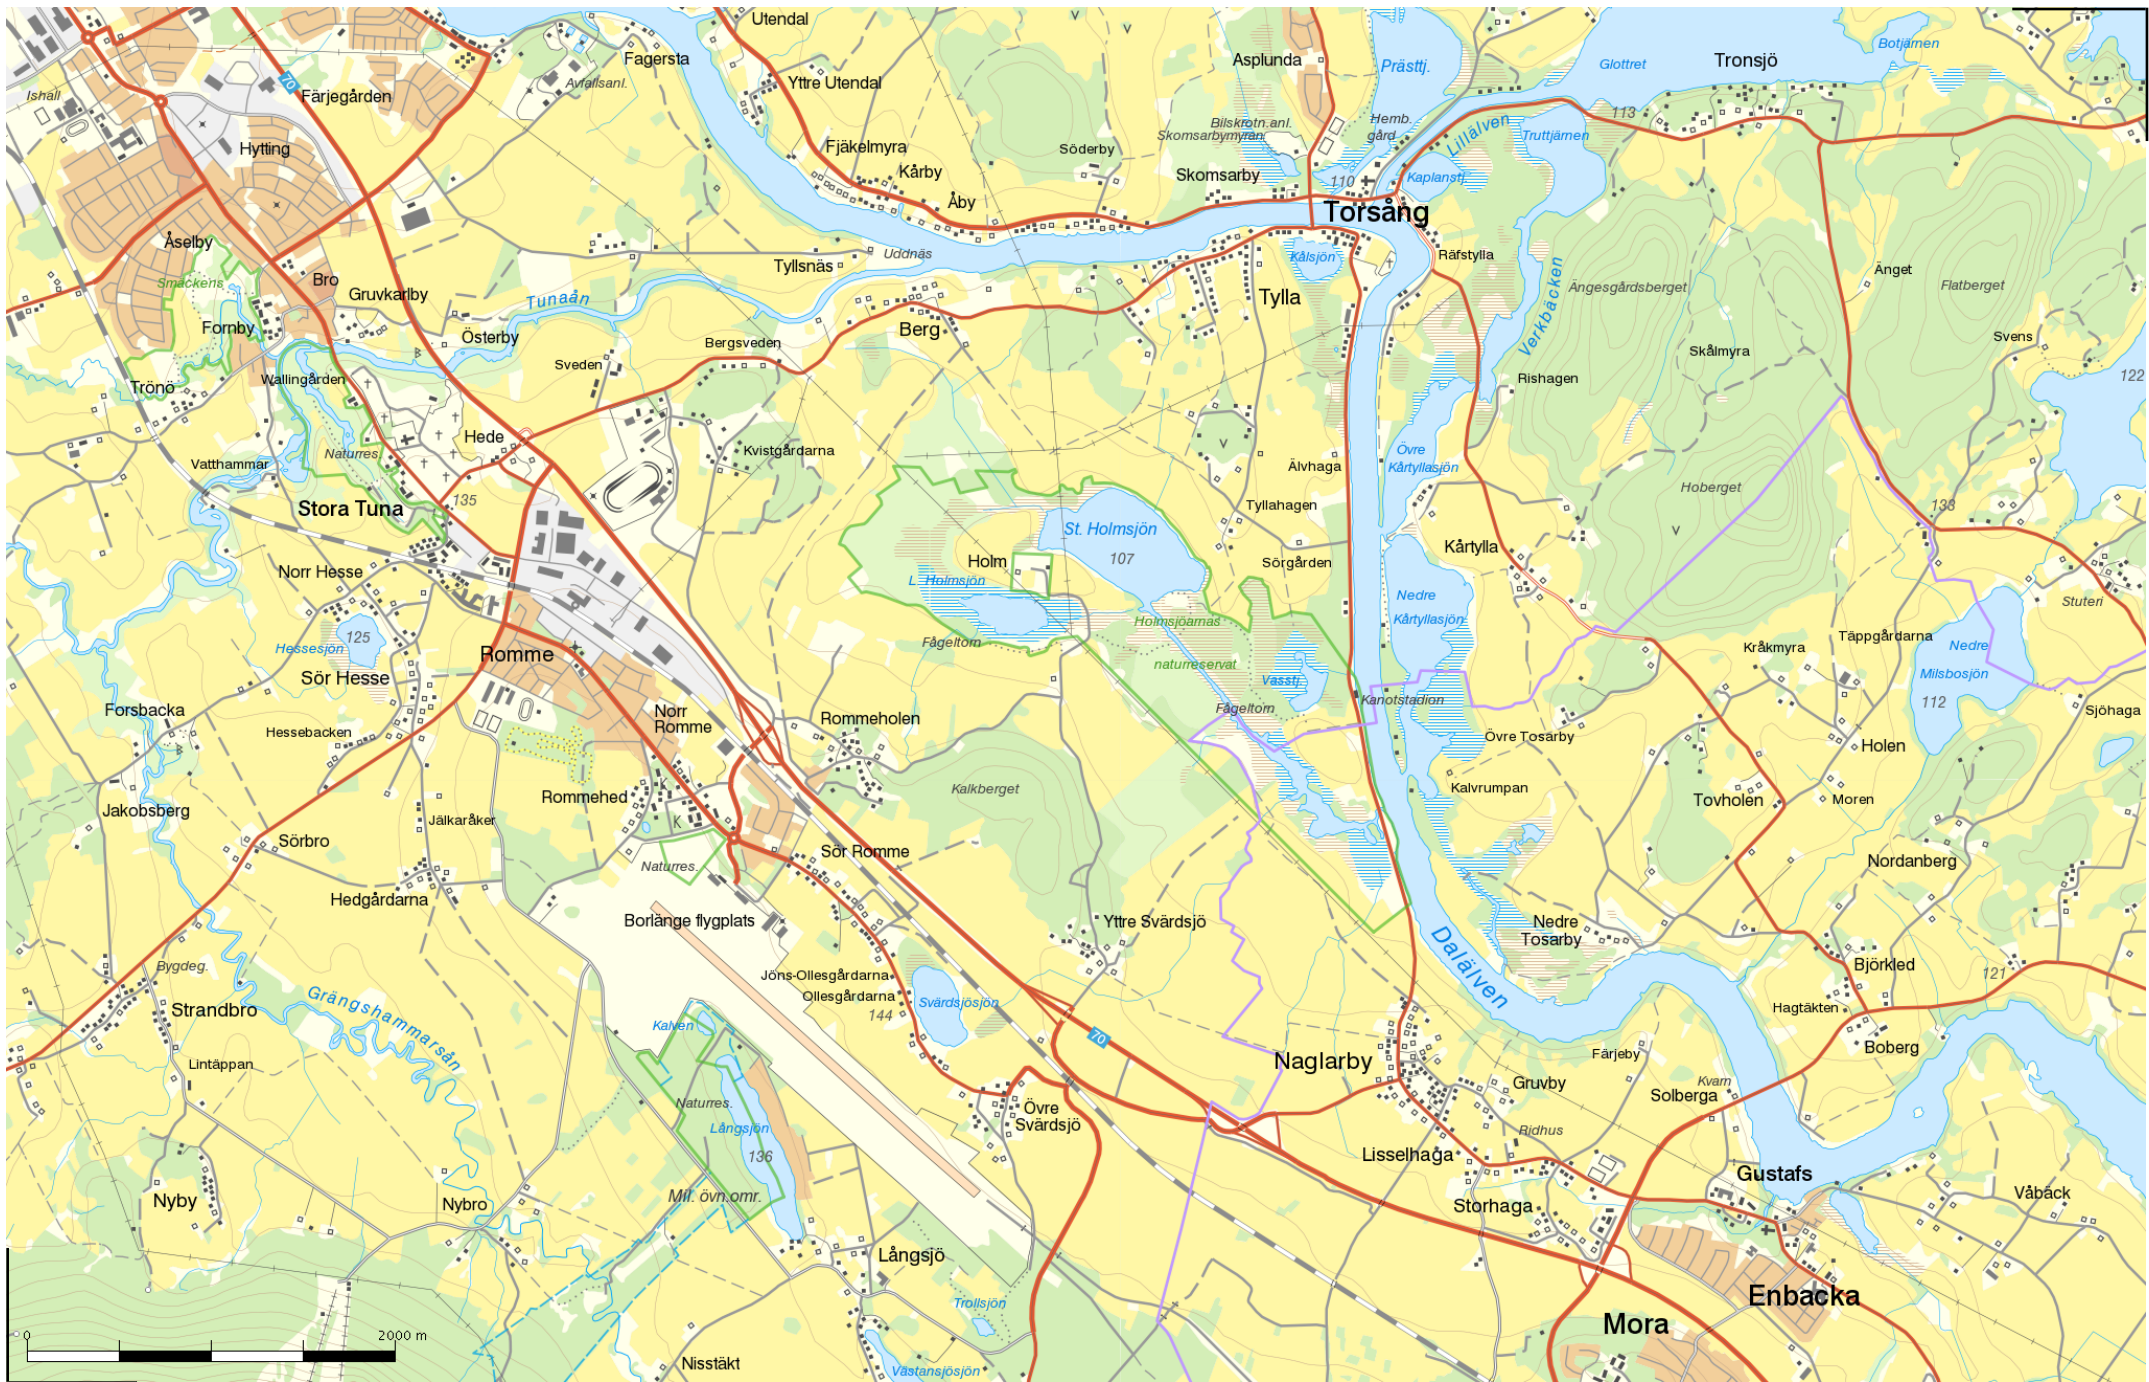 Utendal
Fagersta
Asplunda
Prästtj.
Glottret
Tronsjö
Botjärnen
70
Yttre Utendal
Avfallsanl.
Ishall
Färjegården
Hytting
Fjäkelmyra
Kårby
Söderby
Bilskrotn.anl.
Skomsarbymyran
Hemb.
gård
Lillälven
Truttjärnen
113
Skomsarby
110
Kaplanstj.
Åby
Torsång
Åselby
Uddnäs
Tyllsnäs
Kålsjön
Räfstylla
Ängesgårdsberget
Änget
Flatberget
Smäckens
Bro
Gruvkarlby
Tunaån
Tylla
Verkbäcken
Fornby
Österby
Berg
Bergsveden
Sveden
Skålmyra
Svens
122
Trönö
Wallingården
Rishagen
Hede
Kvistgårdarna
Naturres.
Vatthammar
Älvhaga
Övre
Kårtyllasjön
Hoberget
135
Stora Tuna
Tyllahagen
133
St. Holmsjön
107
Holm
Sörgården
Kårtylla
Norr Hesse
L. Holmsjön
Nedre
Kårtyllasjön
Stuteri
125
Hessesjön
Fågeltorn
Holmsjöarnas
naturreservat
Täppgårdarna
Kråkmyra
Nedre
Milsbosjön
112
Romme
Sör Hesse
Vasstj.
Fågeltorn
Kanotstadion
Sjöhaga
Forsbacka
Norr
Romme
Rommeholen
Hessebacken
Övre Tosarby
Holen
Jakobsberg
Rommehed
K
K
Kalkberget
Kalvrumpan
Tovholen
Moren
Jälkaråker
Sörbro
Sör Romme
Nordanberg
Naturres.
Hedgårdarna
Borlänge flygplats
Yttre Svärdsjö
Nedre
Tosarby
Dalälven
Björkled
121
Bygdeg.
Jöns-Ollesgårdarna
Ollesgårdarna
144
Svärdsjösjön
Strandbro
Grängshammarsån
Kalven
Hagtäkten
70
Boberg
Lintäppan
Naglarby
Färjeby
Gruvby
Kvarn
Solberga
Naturres.
Långsjön
136
Övre
Svärdsjö
Ridhus
Lisselhaga
Gustafs
Nyby
Nybro
Mil. övn.omr.
Storhaga
Våbäck
Långsjö
Enbacka
Trollsjön
Mora
0
2000 m
Nisstäkt
Västansjösjön